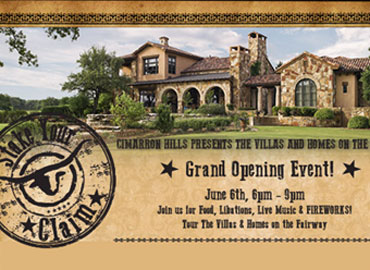 CIMARRON HILLS PRESENTS THE VILLAS AND HOMES ON THE
Stake Your
Claim
Grand Opening Event!
June 6th, 6pm - 9pm
Join us for Food, Libations, Live Music & FIREWORKS!
Tour The Villas & Homes on the Fairway